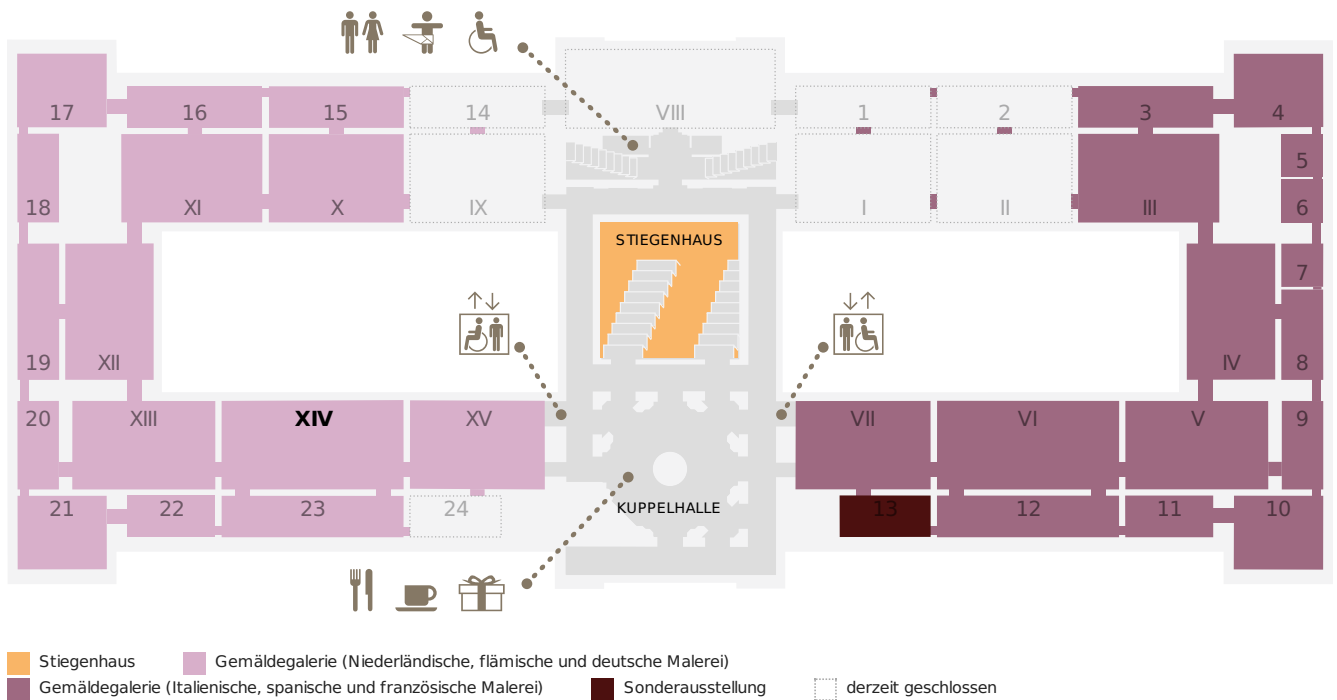 17 16 15 14 VIII 1 2 3 4
5
18 XI X IX I II III 6
STIEGENHAUS
7
19 XII IV 8
20 XIII XIV XV VII VI V 9
21 22 23 24 KUPPELHALLE 13 12 11 10
Stiegenhaus Gemäldegalerie (Niederländische, flämische und deutsche Malerei)
Gemäldegalerie (Italienische, spanische und französische Malerei) Sonderausstellung derzeit geschlossen